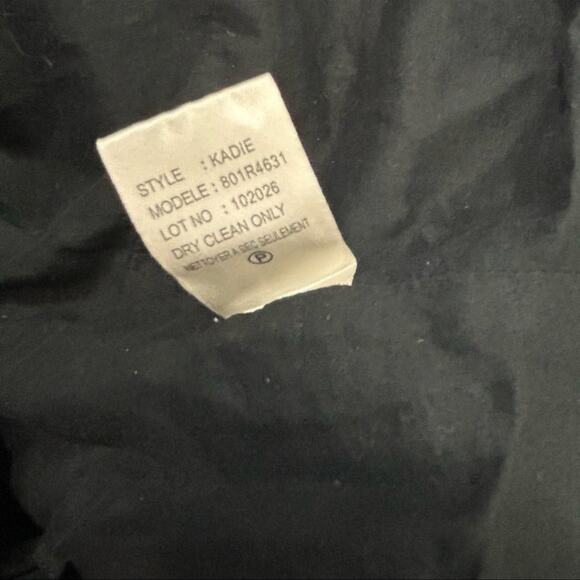 STYLE : KADIE
MODELE : 801R4631
LOT NO : 102026
DRY CLEAN ONLY
NETTOYER A SEC SEULEMENT
P